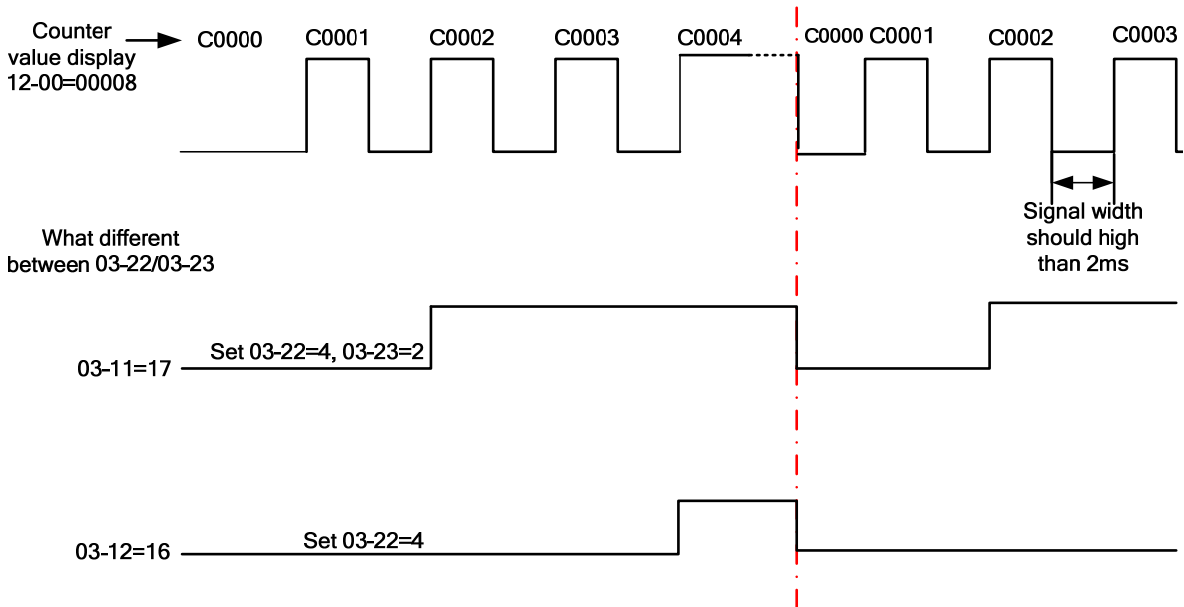 Counter
value display
12-00=00008
C0000 C0001 C0002 C0003 C0004 C0000 C0001 C0002 C0003
Signal width
should high
than 2ms
What different
between 03-22/03-23
03-11=17
Set 03-22=4, 03-23=2
03-12=16
Set 03-22=4